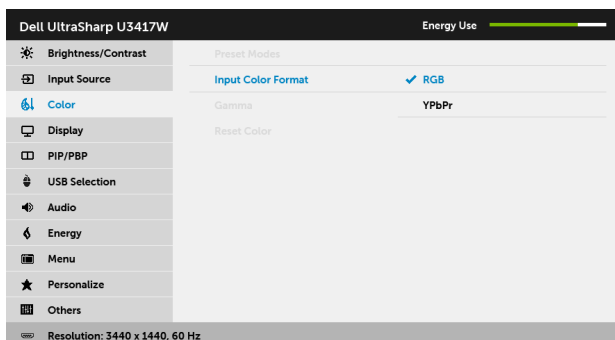 Dell UltraSharp U3417W Energy Use
Brightness/Contrast Preset Modes
Input Source Input Color Format RGB
Color Gamma YPbPr
Display Reset Color
PIP/PBP
USB Selection
Audio
Energy
Menu
Personalize
Others
Resolution: 3440 x 1440, 60 Hz